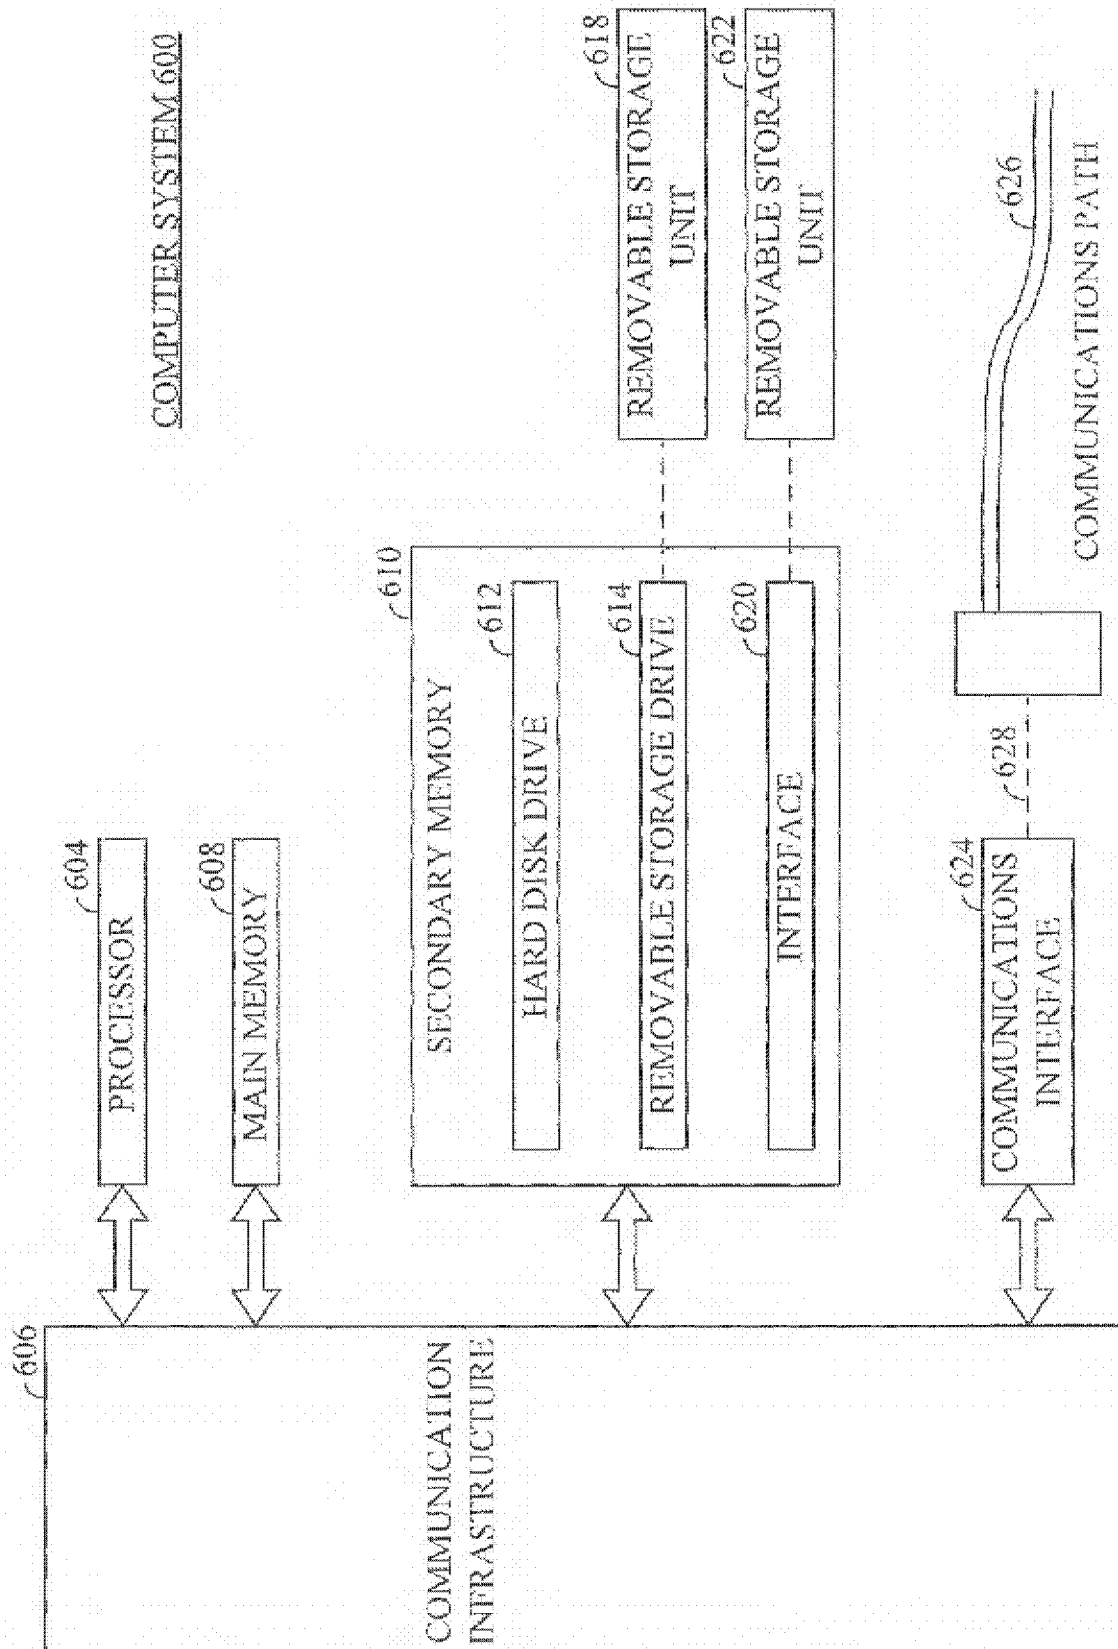 COMPUTER SYSTEM 600
606
COMMUNICATION
INFRASTRUCTURE
604
PROCESSOR
608
MAIN MEMORY
610
SECONDARY MEMORY
612
HARD DISK DRIVE
614
REMOVABLE STORAGE DRIVE
618
REMOVABLE STORAGE
UNIT
620
INTERFACE
622
REMOVABLE STORAGE
UNIT
624
COMMUNICATIONS
INTERFACE
628
626
COMMUNICATIONS PATH